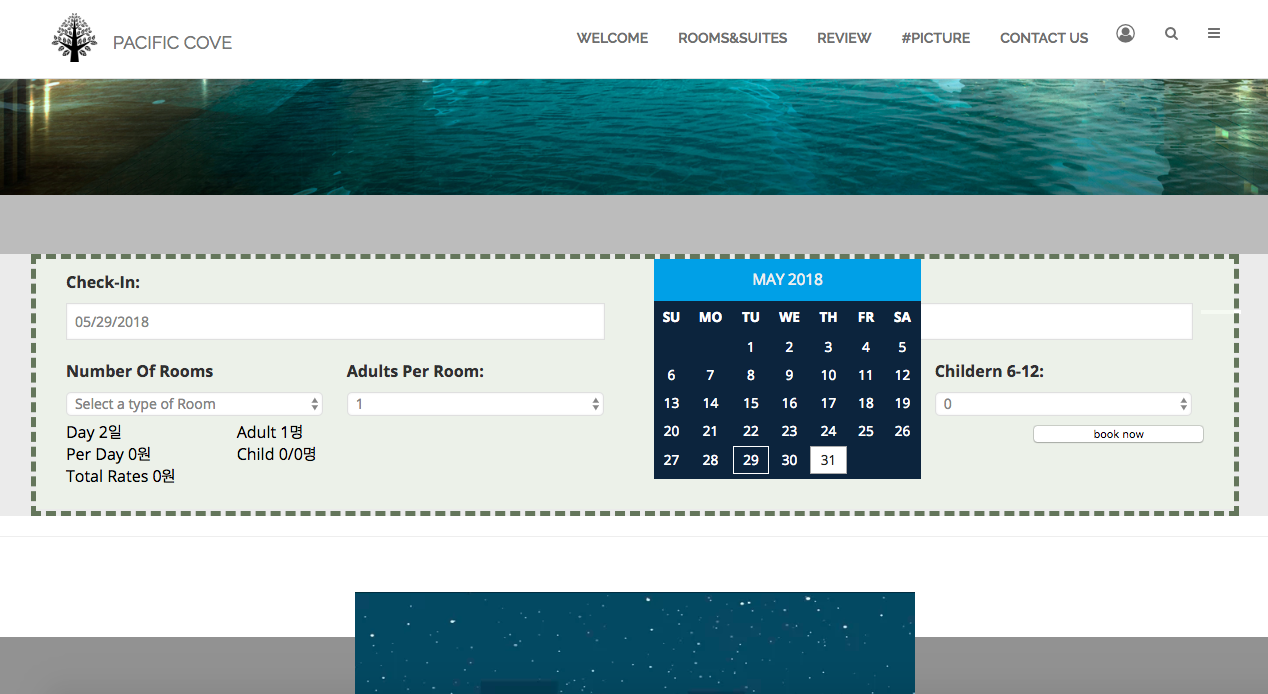 PACIFIC COVE
WELCOME ROOMS&SUITES REVIEW #PICTURE CONTACT US
Check-In:
05/29/2018
MAY 2018
SU MO TU WE TH FR SA
1 2 3 4 5
6 7 8 9 10 11 12
13 14 15 16 17 18 19
20 21 22 23 24 25 26
27 28 29 30 31
Number Of Rooms
Select a type of Room
Adults Per Room:
1
Childern 6-12:
0
Day 2일 Adult 1명
Per Day 0원 Child 0/0명
Total Rates 0원
book now